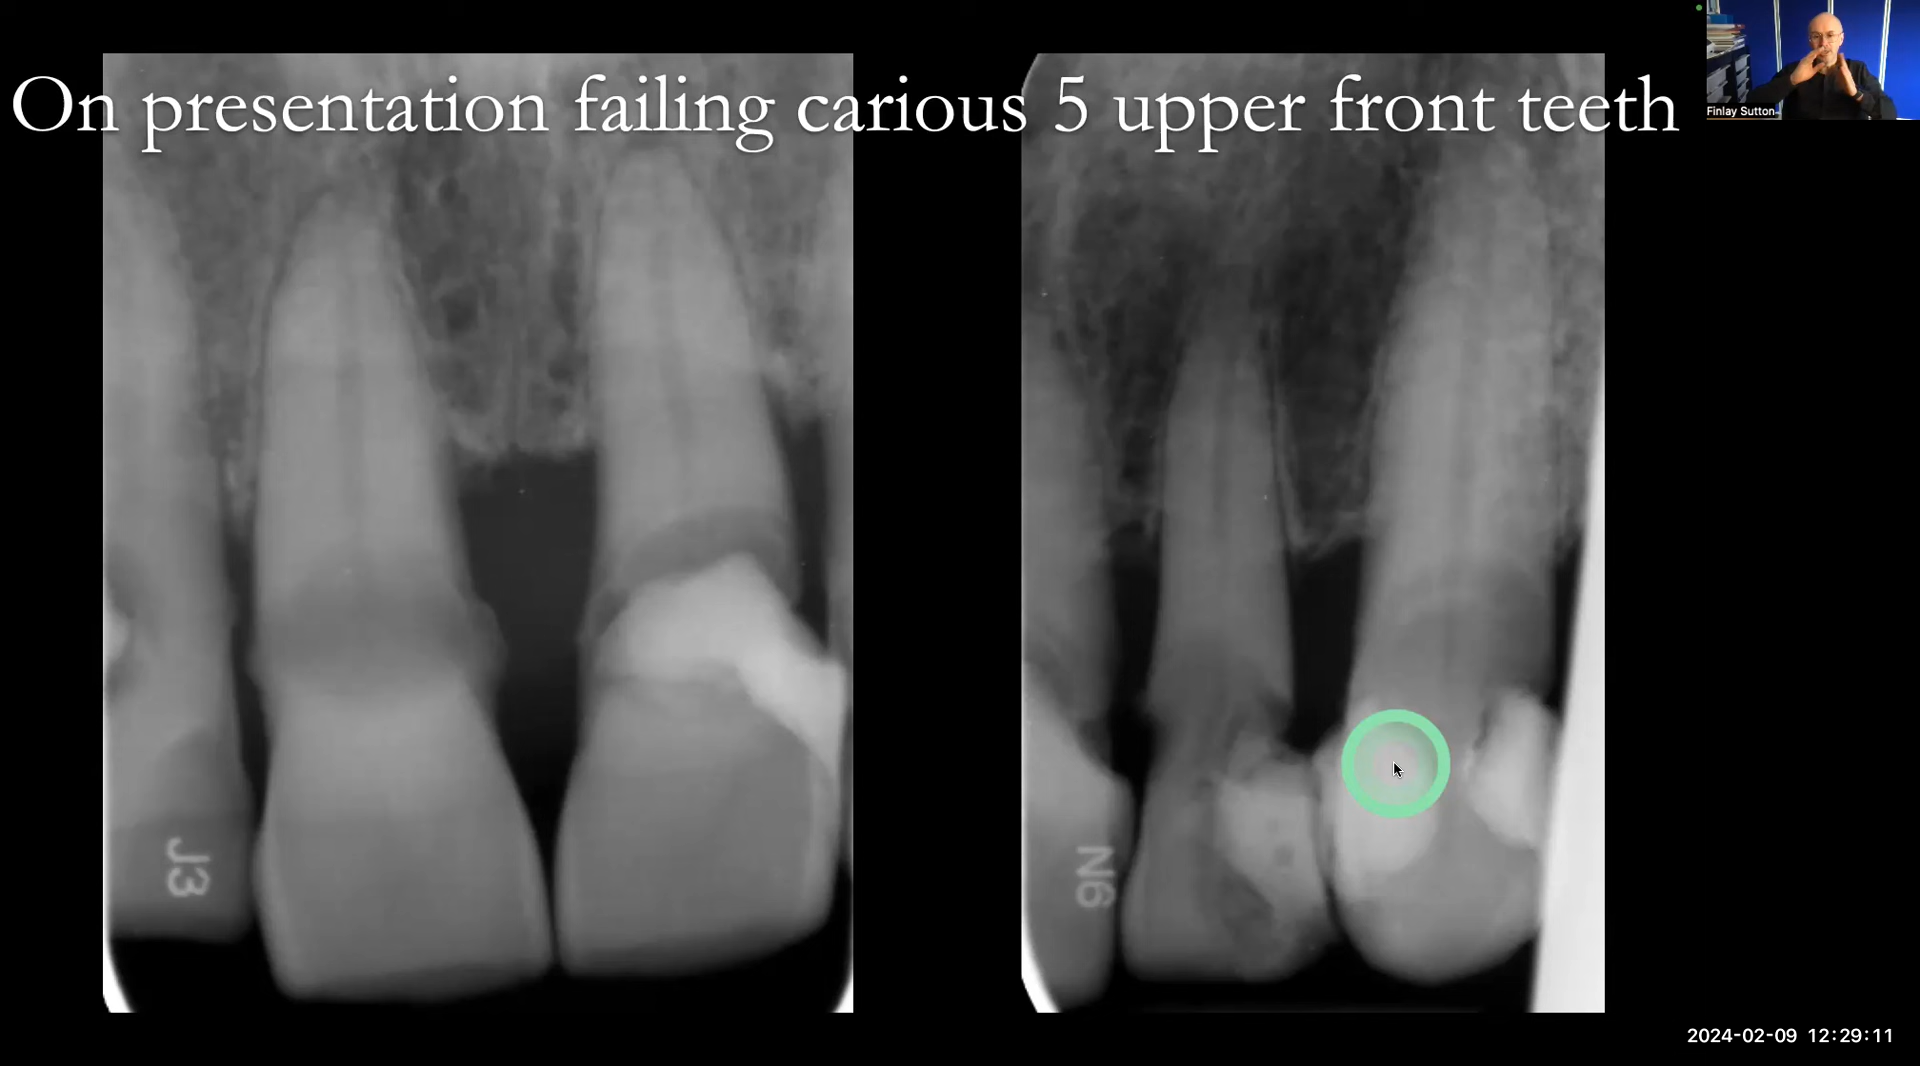 On presentation failing carious 5 upper front teeth
Finlay Sutton
J3
N6
2024-02-09 12:29:11